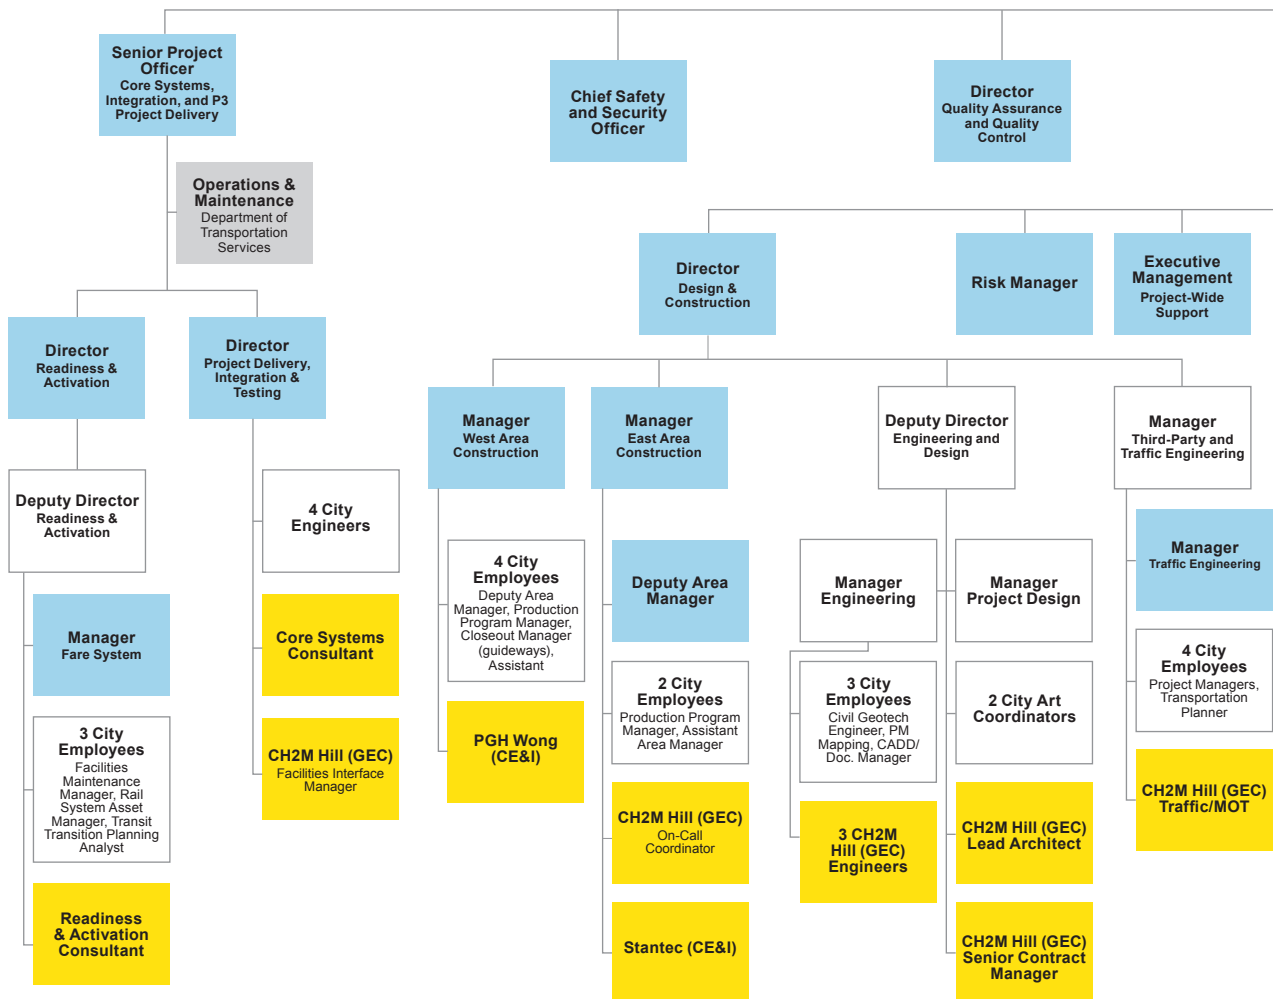 Senior Project
Officer
Core Systems,
Integration, and P3
Project Delivery
Chief Safety
and Security
Officer
Director
Quality Assurance
and Quality
Control
Operations &
Maintenance
Department of
Transportation
Services
Director
Design &
Construction
Risk Manager
Executive
Management
Project-Wide
Support
Director
Readiness &
Activation
Director
Project Delivery,
Integration &
Testing
Manager
West Area
Construction
Manager
East Area
Construction
Deputy Director
Engineering and
Design
Manager
Third-Party and
Traffic Engineering
Deputy Director
Readiness &
Activation
4 City
Engineers
4 City
Employees
Deputy Area
Manager, Production
Program Manager,
Closeout Manager
(guideways),
Assistant
Deputy Area
Manager
Manager
Engineering
Manager
Project Design
Manager
Traffic Engineering
Manager
Fare System
Core Systems
Consultant
2 City
Employees
Production Program
Manager, Assistant
Area Manager
3 City
Employees
Civil Geotech
Engineer, PM
Mapping, CADD/
Doc. Manager
2 City Art
Coordinators
4 City
Employees
Project Managers,
Transportation
Planner
3 City
Employees
Facilities
Maintenance
Manager, Rail
System Asset
Manager, Transit
Transition Planning
Analyst
CH2M Hill (GEC)
Facilities Interface
Manager
PGH Wong
(CE&I)
CH2M Hill (GEC)
On-Call
Coordinator
3 CH2M
Hill (GEC)
Engineers
CH2M Hill (GEC)
Lead Architect
CH2M Hill (GEC)
Traffic/MOT
Readiness
& Activation
Consultant
Stantec (CE&I)
CH2M Hill (GEC)
Senior Contract
Manager